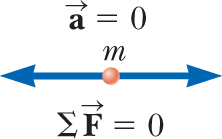 a⃗ = 0
m
ΣF⃗ = 0